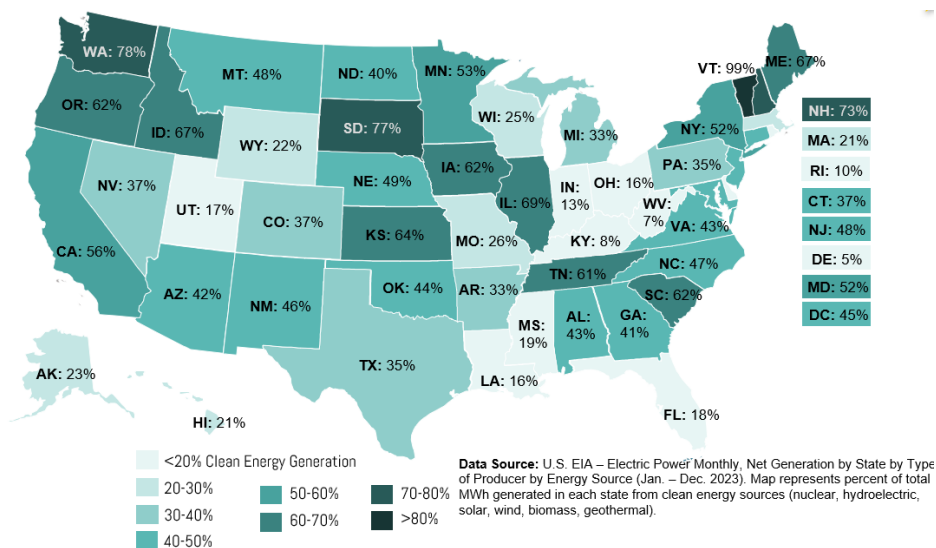 WA: 78%
MT: 48%
ND: 40%
MN: 53%
VT: 99%
ME: 67%
OR: 62%
ID: 67%
WY: 22%
SD: 77%
WI: 25%
MI: 33%
NY: 52%
NH: 73%
MA: 21%
RI: 10%
CT: 37%
NJ: 48%
DE: 5%
MD: 52%
DC: 45%
NV: 37%
UT: 17%
CO: 37%
NE: 49%
IA: 62%
IL: 69%
IN:
13%
OH: 16%
PA: 35%
WV:
7%
VA: 43%
CA: 56%
KS: 64%
MO: 26%
KY: 8%
NC: 47%
TN: 61%
SC: 62%
AZ: 42%
NM: 46%
OK: 44%
AR: 33%
MS:
19%
AL:
43%
GA:
41%
TX: 35%
LA: 16%
FL: 18%
AK: 23%
HI: 21%
<20% Clean Energy Generation
20-30%
30-40%
40-50%
50-60%
60-70%
70-80%
>80%
Data Source: U.S. EIA – Electric Power Monthly, Net Generation by State by Type
of Producer by Energy Source (Jan. – Dec. 2023). Map represents percent of total
MWh generated in each state from clean energy sources (nuclear, hydroelectric,
solar, wind, biomass, geothermal).